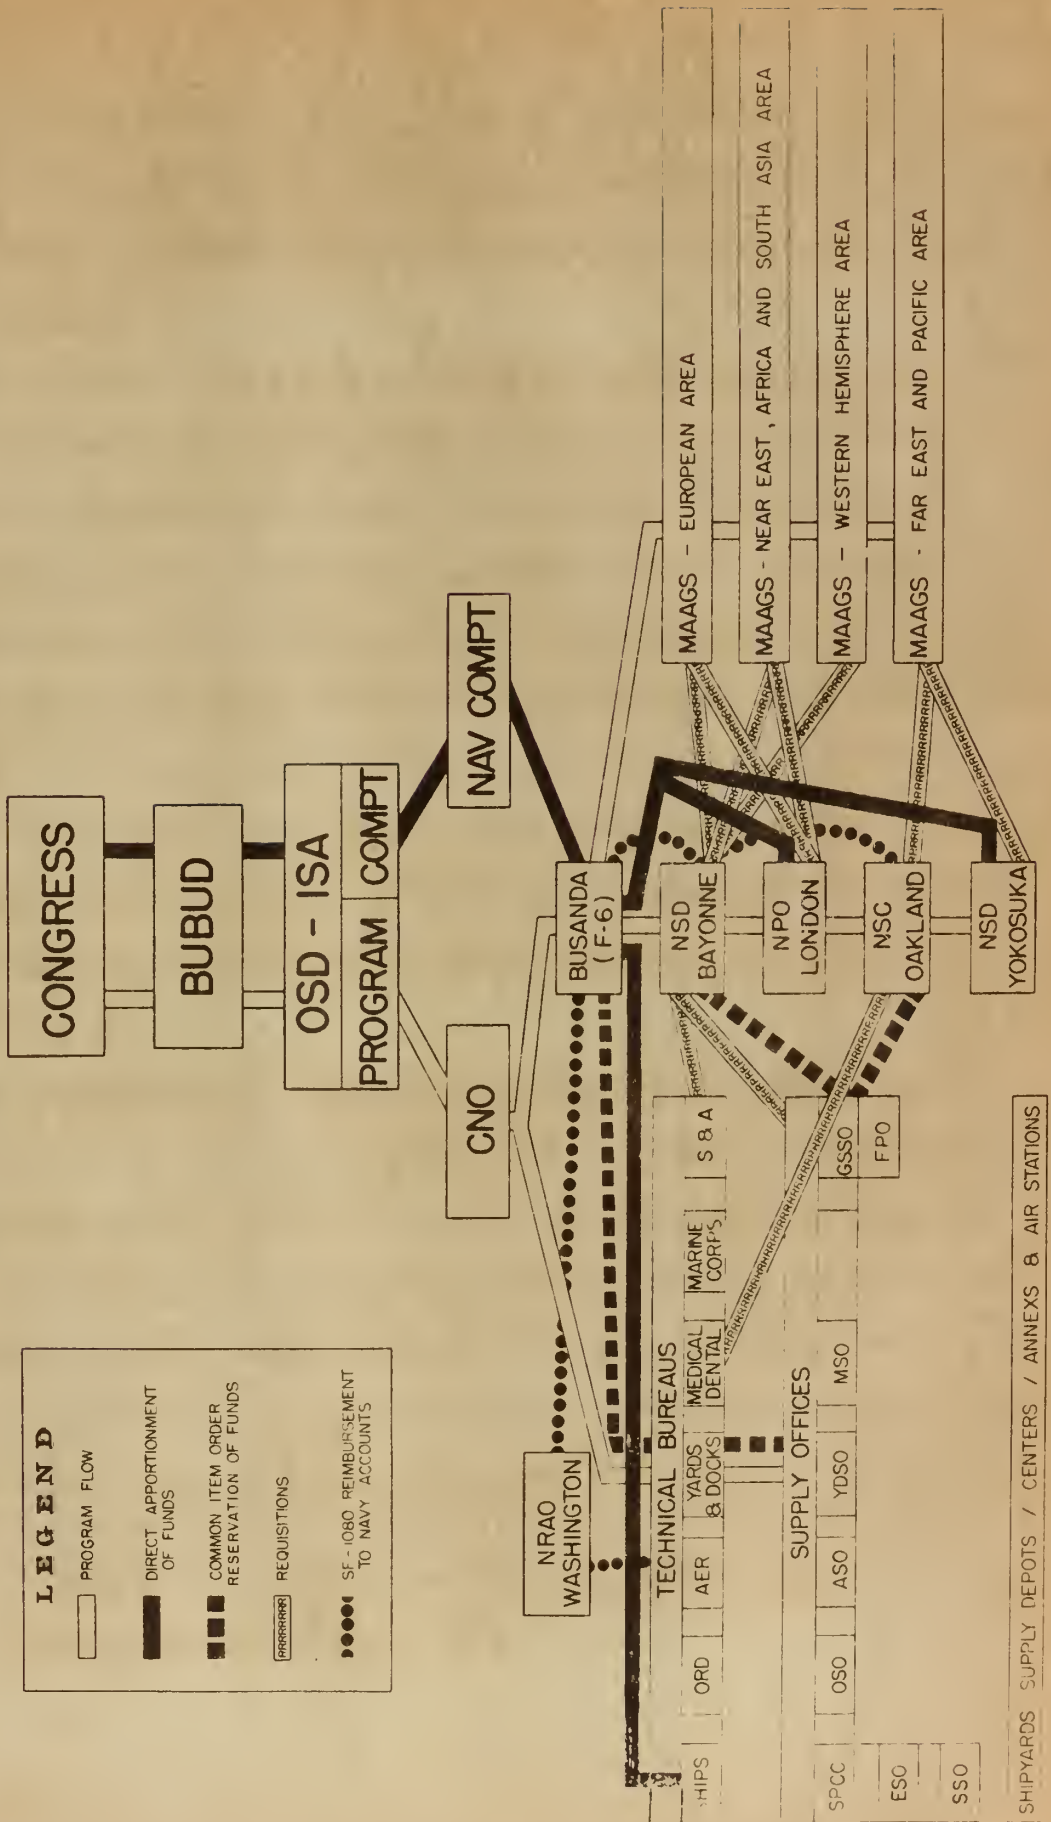 CONGRESS
BUBUD
OSD - ISA
PROGRAM
COMPT
CNO
NAV COMPT
LEGEND
PROGRAM FLOW
DIRECT APPORTIONMENT
OF FUNDS
COMMON ITEM ORDER
RESERVATION OF FUNDS
RRRRRRRR
REQUISITIONS
SF - 1080 REIMBURSEMENT
TO NAVY ACCOUNTS
NRAO
WASHINGTON
BUSANDA
(F-6)
TECHNICAL BUREAUS
SHIPS
ORD
AER
YARDS
& DOCKS
MEDICAL
DENTAL
MARINE
CORPS
S & A
SUPPLY OFFICES
SPCC
OSO
ASO
YDSO
MSO
GSSO
ESO
FPO
SSO
SHIPYARDS SUPPLY DEPOTS / CENTERS / ANNEXS & AIR STATIONS
NSD
BAYONNE
NPO
LONDON
NSC
OAKLAND
NSD
YOKOSUKA
MAAGS - EUROPEAN AREA
MAAGS - NEAR EAST, AFRICA AND SOUTH ASIA AREA
MAAGS - WESTERN HEMISPHERE AREA
MAAGS - FAR EAST AND PACIFIC AREA